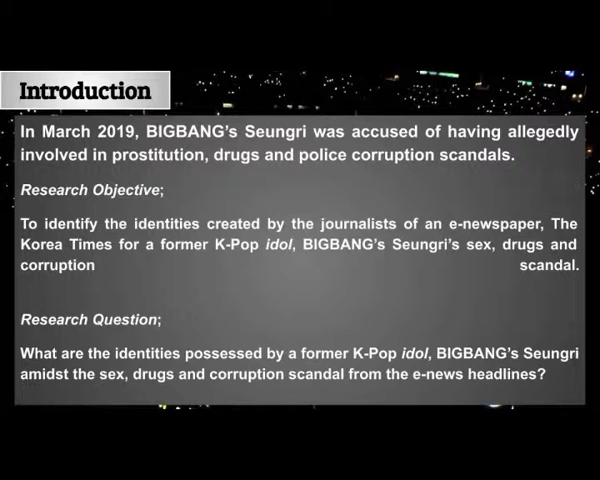 Introduction
In March 2019, BIGBANG's Seungri was accused of having allegedly
involved in prostitution, drugs and police corruption scandals.
Research Objective;
To identify the identities created by the journalists of an e-newspaper, The
Korea Times for a former K-Pop idol, BIGBANG's Seungri's sex, drugs and
corruption scandal.
Research Question;
What are the identities possessed by a former K-Pop idol, BIGBANG's Seungri
amidst the sex, drugs and corruption scandal from the e-news headlines?